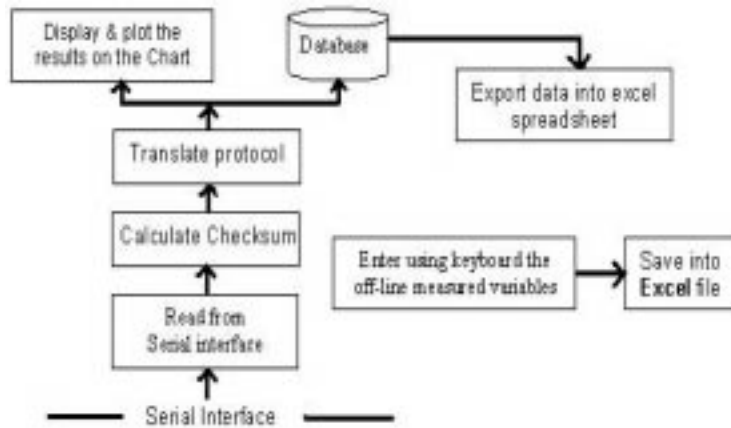 Display & plot the
results on the Chart
Database
Export data into excel
spreadsheet
Translate protocol
Calculate Checksum
Enter using keyboard the
off-line measured variables
Save into
Excel file
Read from
Serial interface
Serial Interface